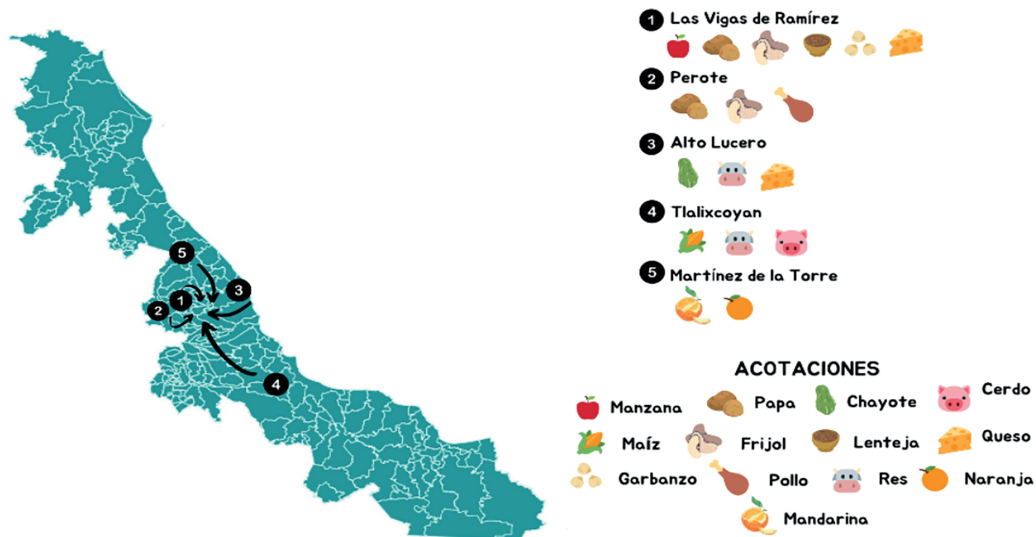 1 Las Vigas de Ramírez
2 Perote
3 Alto Lucero
4 Tlalixcoyan
5 Martínez de la Torre
5
3
1
2
4
ACOTACIONES
Manzana Papa Chayote Cerdo
Maíz Frijol Lenteja Queso
Garbanzo Pollo Res Naranja
Mandarina